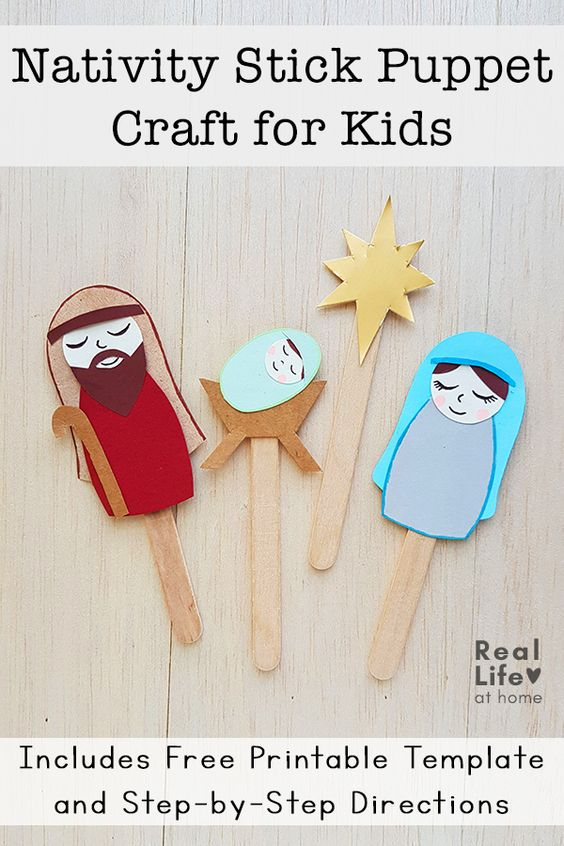 Nativity Stick Puppet
Craft for Kids
Real
Life♥
at home
Includes Free Printable Template
and Step-by-Step Directions